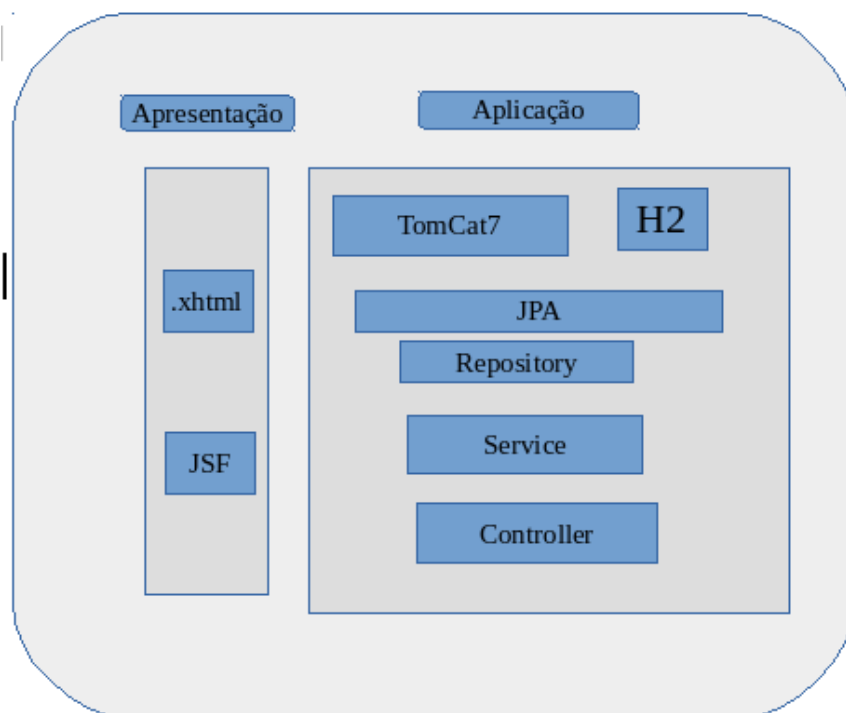 Apresentação
Aplicação
TomCat7
H2
.xhtml
JPA
Repository
JSF
Service
Controller